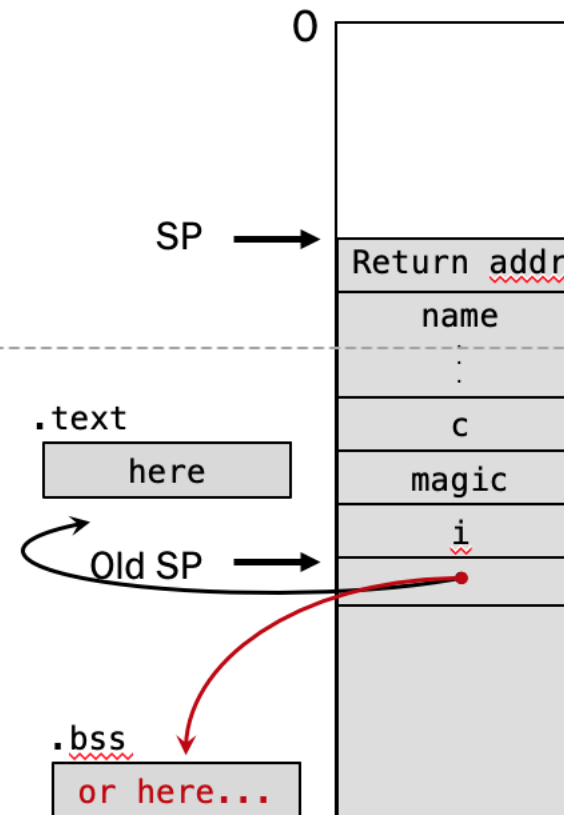 0
SP
Return addr
name
.text
c
here
magic
i
Old SP
.bss
or here...